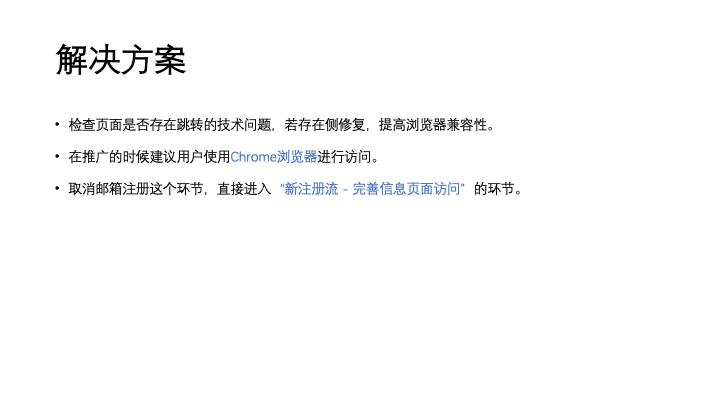 解决方案
• 检查页面是否存在跳转的技术问题，若存在侧修复，提高浏览器兼容性。
• 在推广的时候建议用户使用Chrome浏览器进行访问。
• 取消邮箱注册这个环节，直接进入“新注册流 - 完善信息页面访问”的环节。